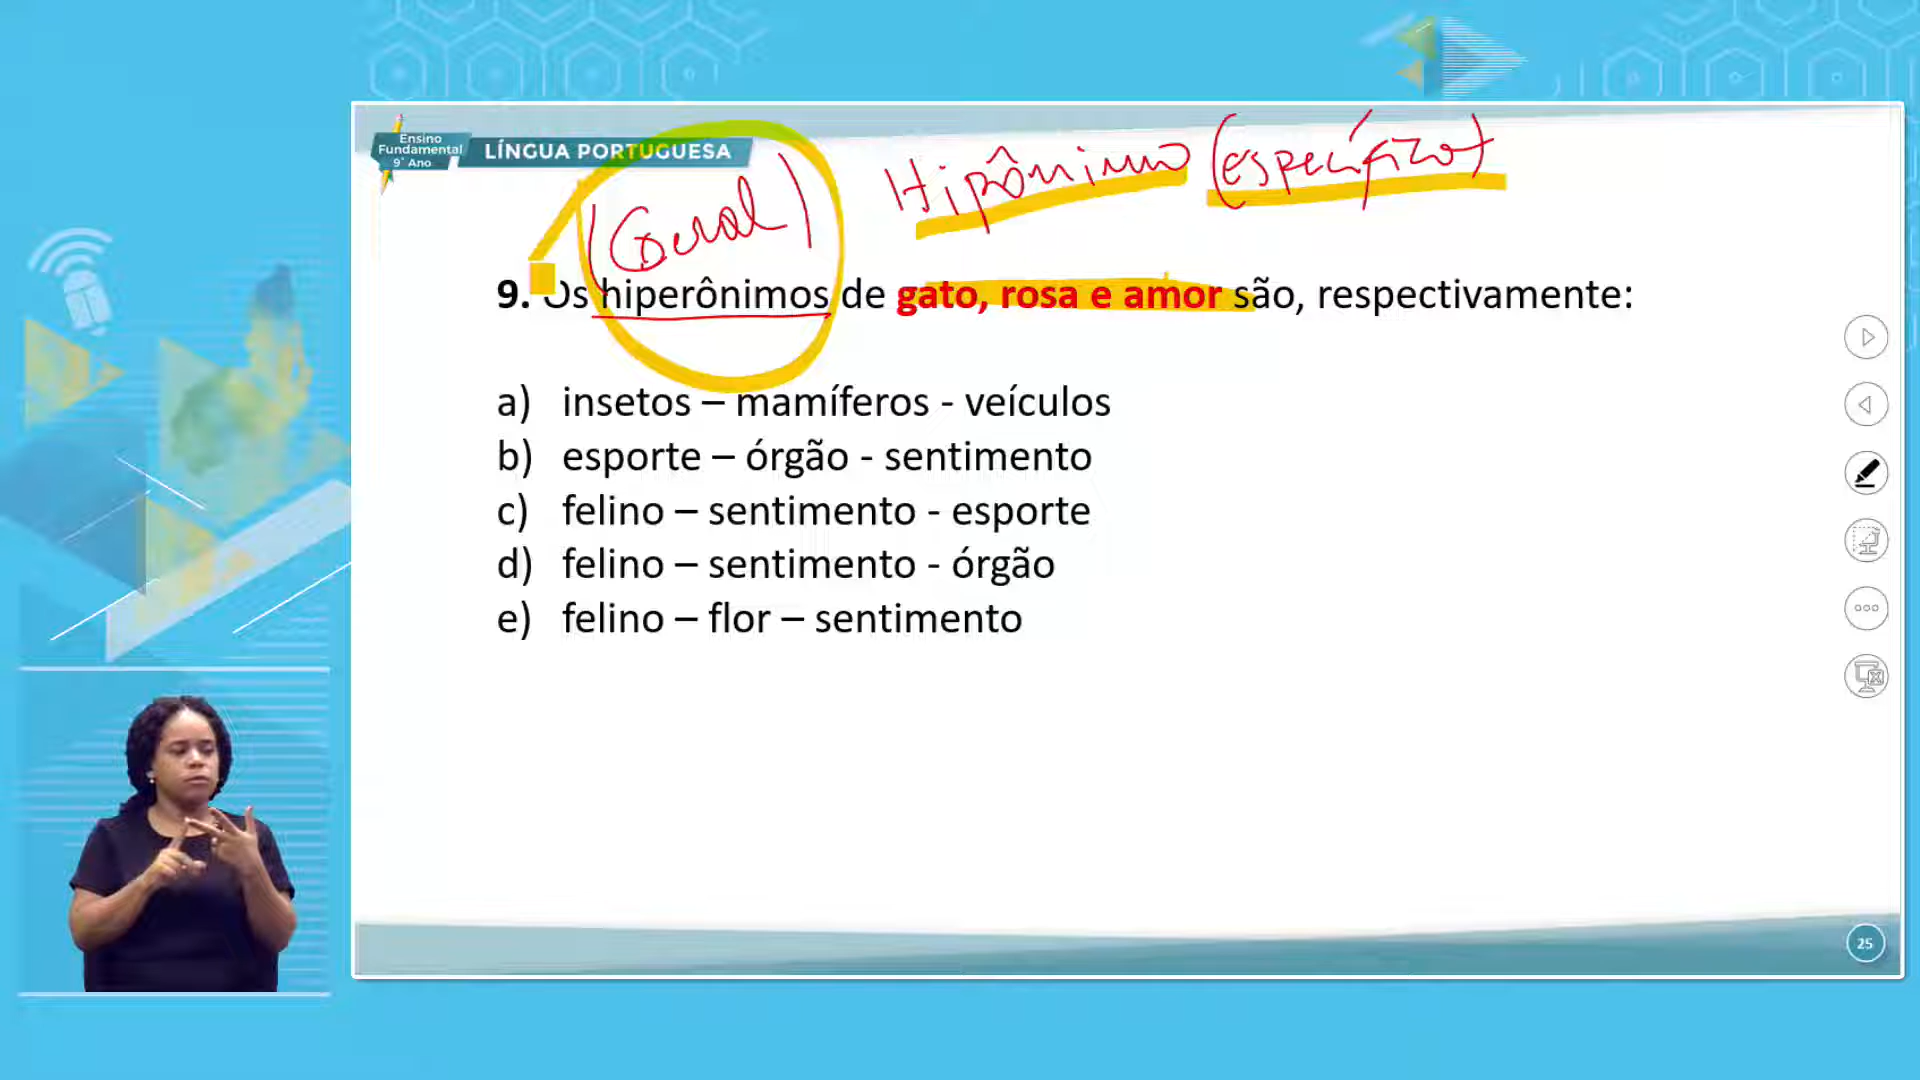 Ensino
Fundamental
9° Ano
LÍNGUA PORTUGUESA
(Geral) Hipônimo (específico)
9. Os hiperônimos de gato, rosa e amor são, respectivamente:
a) insetos – mamíferos - veículos
b) esporte – órgão - sentimento
c) felino – sentimento - esporte
d) felino – sentimento - órgão
e) felino – flor – sentimento
25